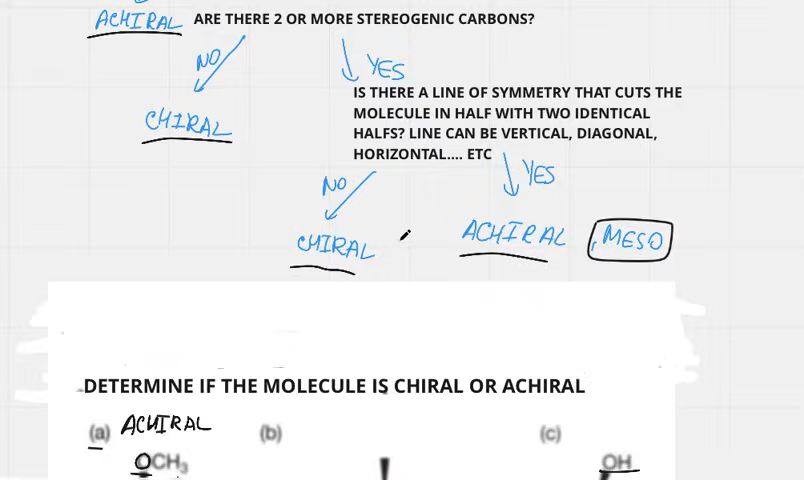 ACHIRAL ARE THERE 2 OR MORE STEREOGENIC CARBONS?
NO YES
CHIRAL
IS THERE A LINE OF SYMMETRY THAT CUTS THE
MOLECULE IN HALF WITH TWO IDENTICAL
HALFS? LINE CAN BE VERTICAL, DIAGONAL,
HORIZONTAL.... ETC
NO YES
CHIRAL ACHIRAL , MESO
DETERMINE IF THE MOLECULE IS CHIRAL OR ACHIRAL
(a) ACHIRAL (b) (c)
OCH3 OH